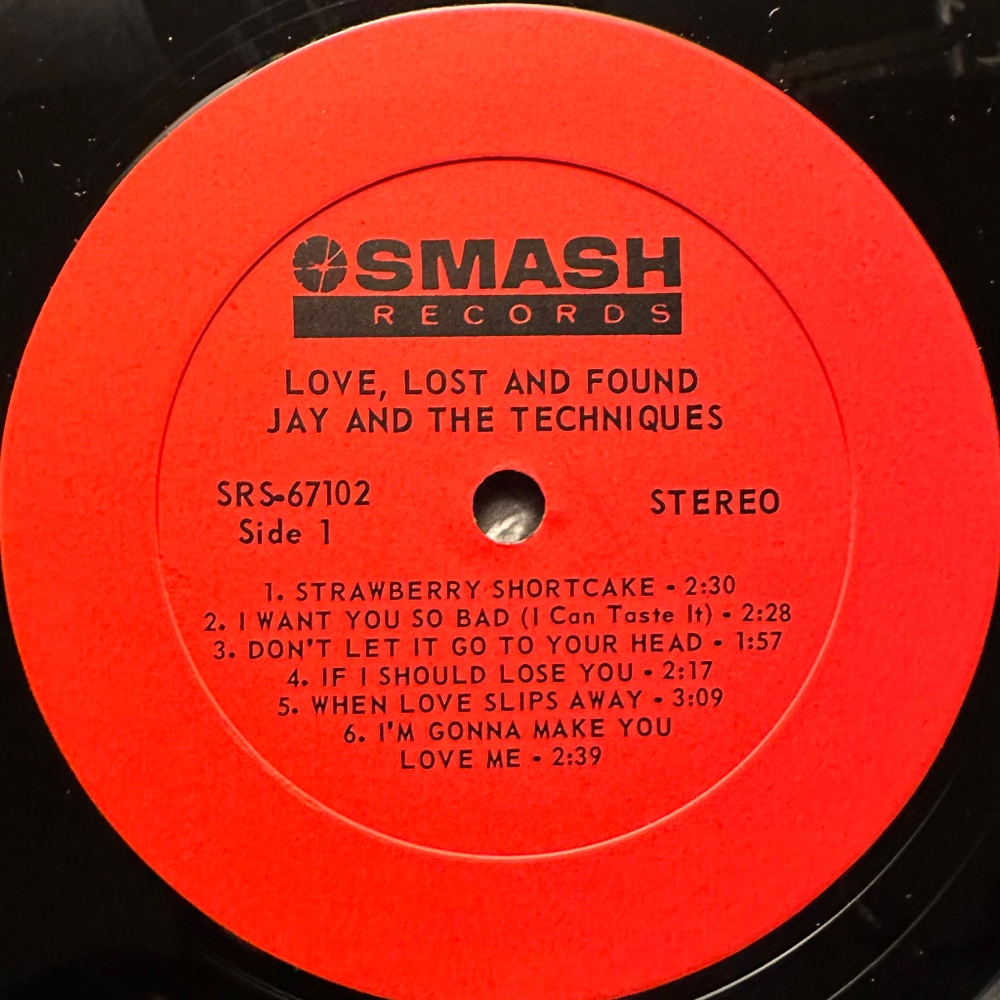 SMASH
RECORDS
LOVE, LOST AND FOUND
JAY AND THE TECHNIQUES
SRS-67102
Side 1
STEREO
1. STRAWBERRY SHORTCAKE - 2:30
2. I WANT YOU SO BAD (I Can Taste It) - 2:28
3. DON'T LET IT GO TO YOUR HEAD - 1:57
4. IF I SHOULD LOSE YOU - 2:17
5. WHEN LOVE SLIPS AWAY - 3:09
6. I'M GONNA MAKE YOU
LOVE ME - 2:39